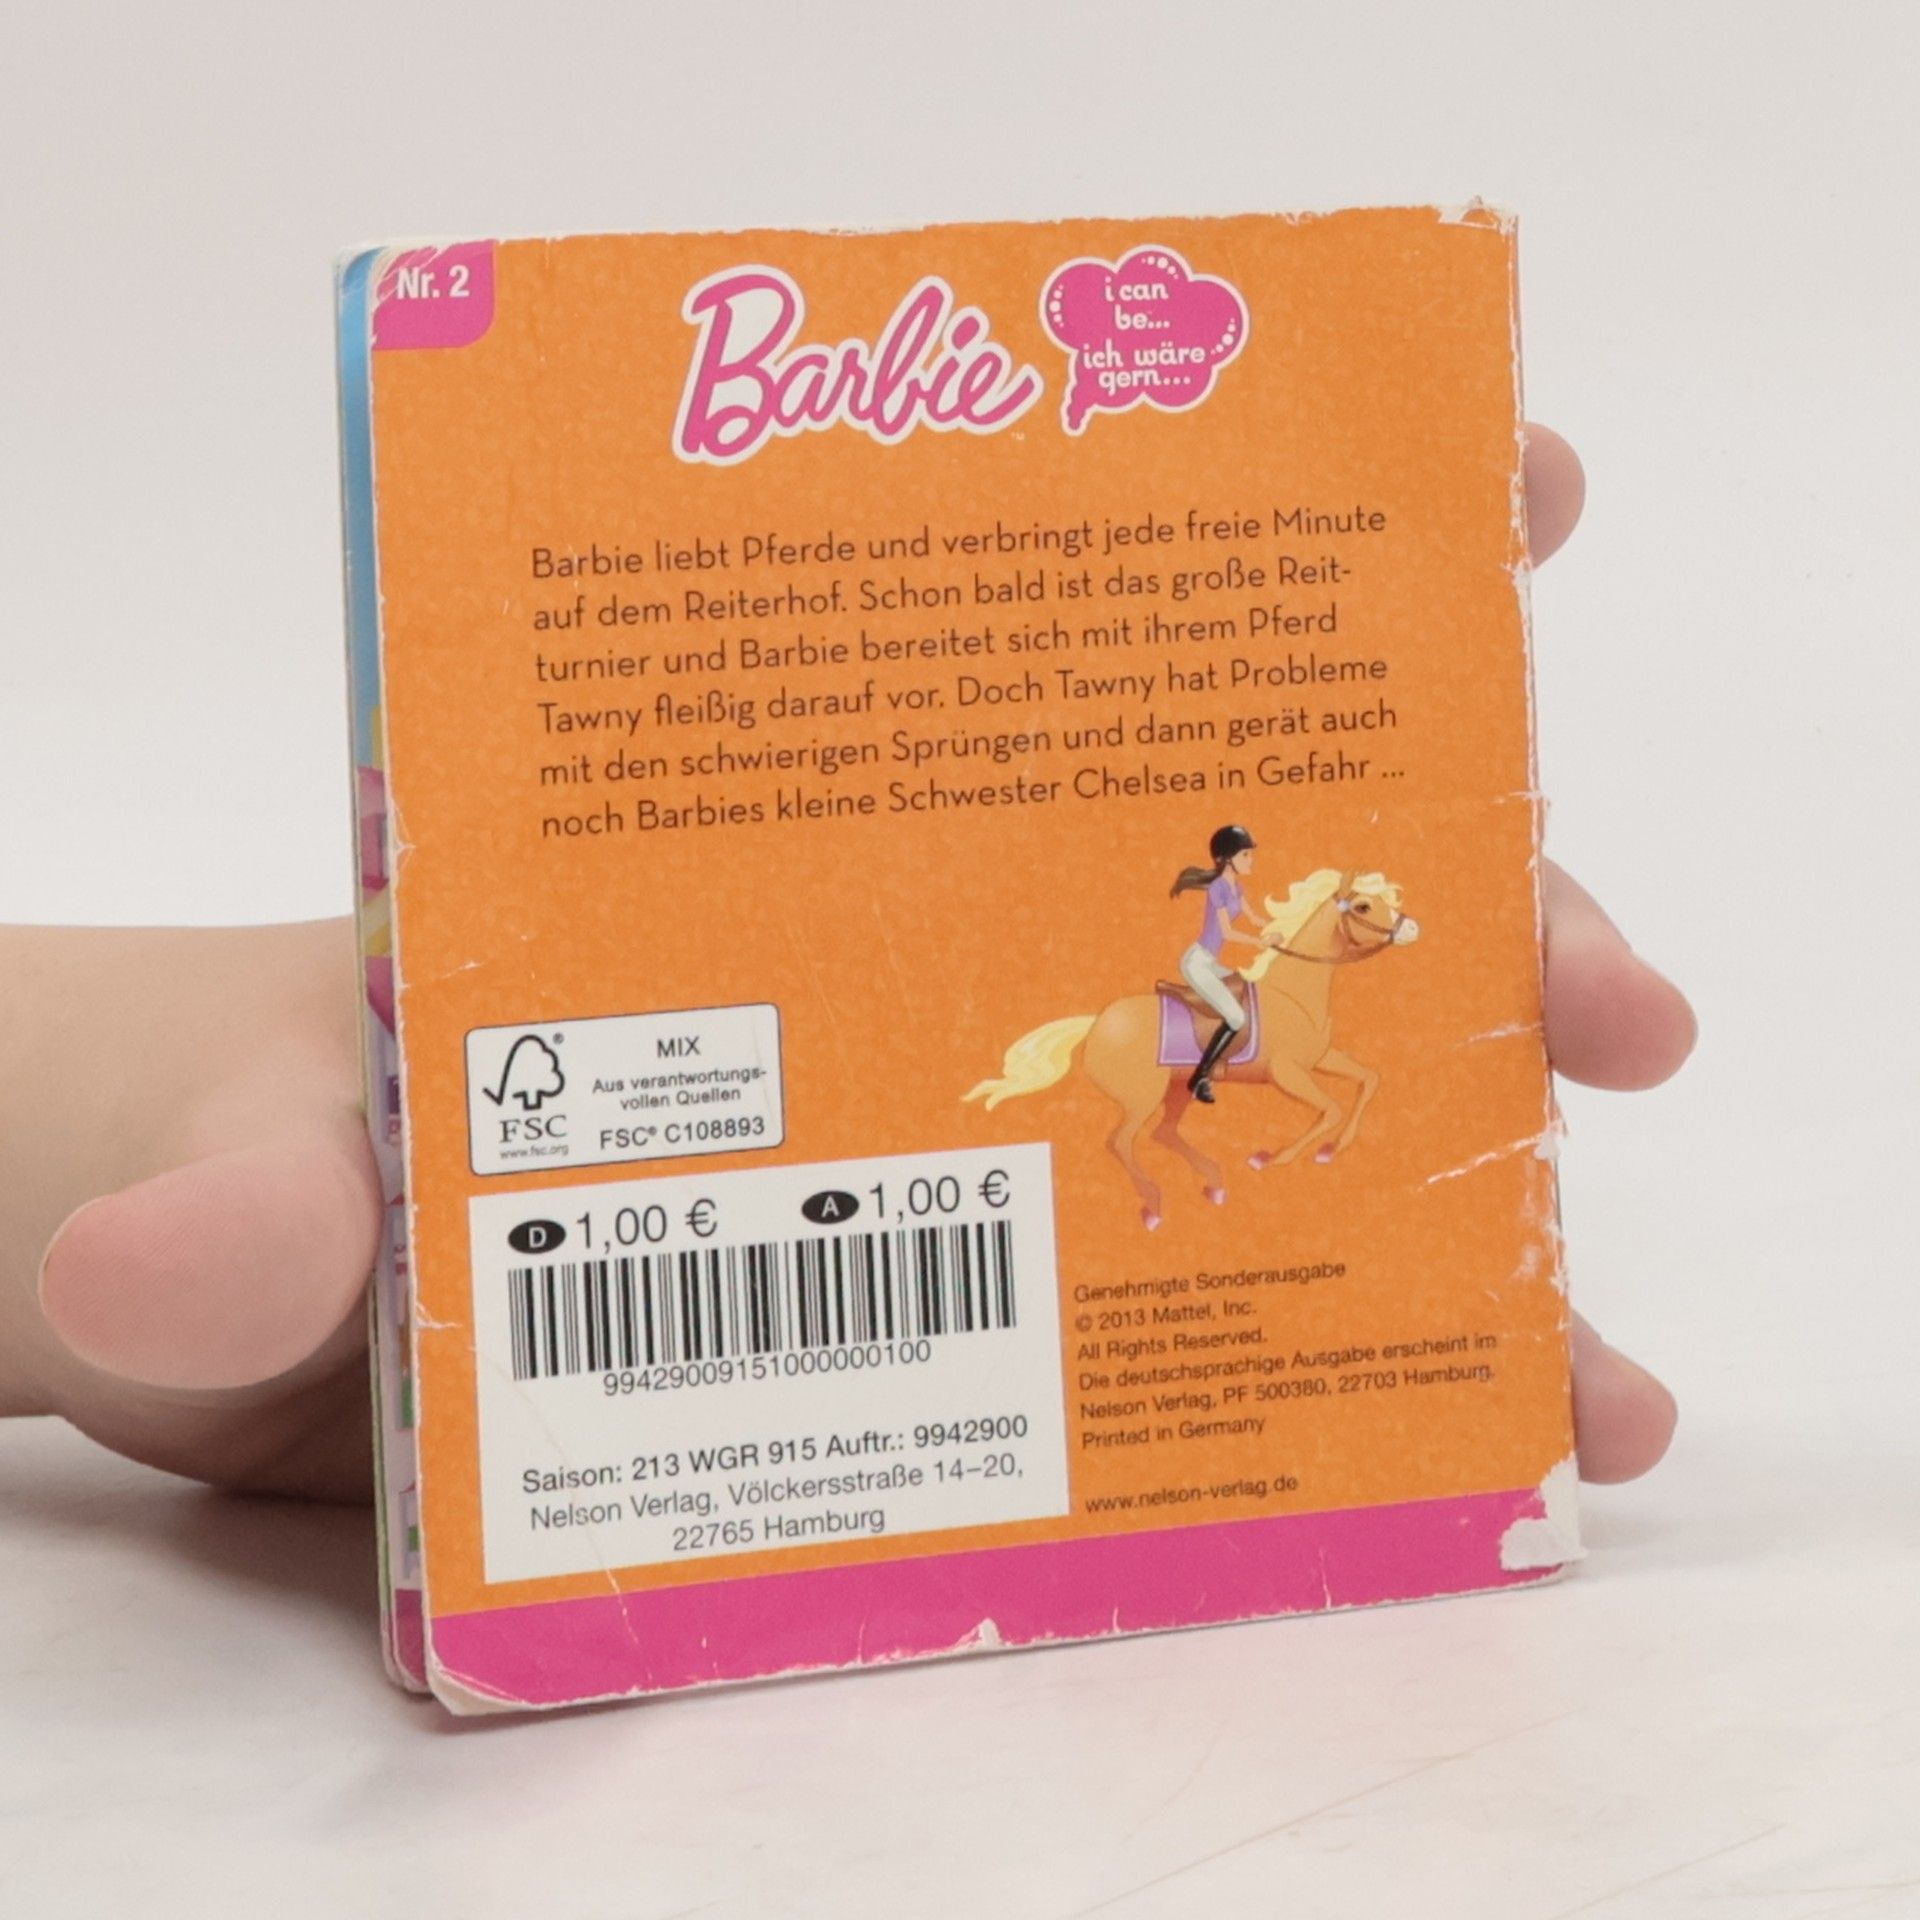 Nr. 2
Barbie
™
i can
be...
ich wäre
gern...
Barbie liebt Pferde und verbringt jede freie Minute
auf dem Reiterhof. Schon bald ist das große Reit-
turnier und Barbie bereitet sich mit ihrem Pferd
Tawny fleißig darauf vor. Doch Tawny hat Probleme
mit den schwierigen Sprüngen und dann gerät auch
noch Barbies kleine Schwester Chelsea in Gefahr ...
®
FSC
www.fsc.org
MIX
Aus verantwortungs-
vollen Quellen
FSC® C108893
D 1,00 € A 1,00 €
99429009151000000100
Saison: 213 WGR 915 Auftr.: 9942900
Nelson Verlag, Völckersstraße 14–20,
22765 Hamburg
Genehmigte Sonderausgabe
© 2013 Mattel, Inc.
All Rights Reserved.
Die deutschsprachige Ausgabe erscheint im
Nelson Verlag, PF 500380, 22703 Hamburg.
Printed in Germany
www.nelson-verlag.de